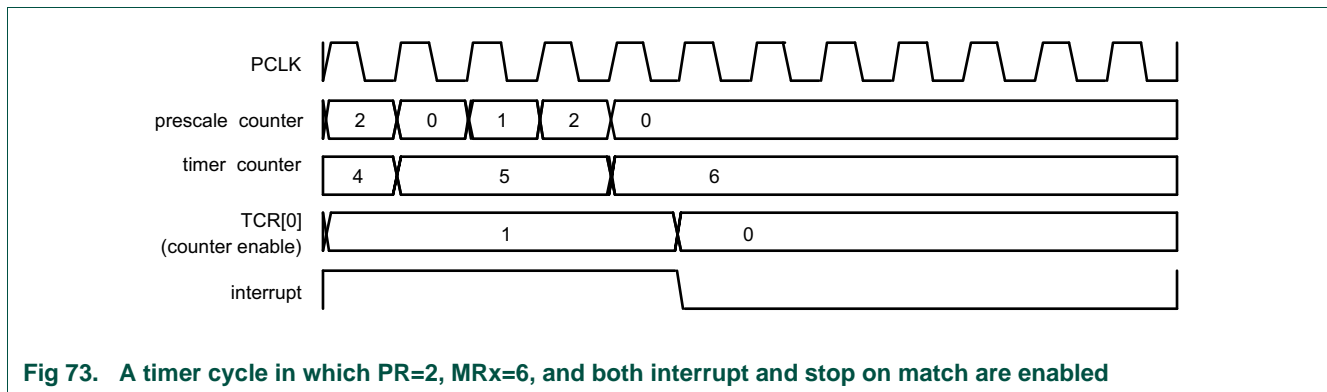 PCLK
prescale counter 2 0 1 2 0
timer counter 4 5 6
TCR[0] 1 0
(counter enable)
interrupt
Fig 73. A timer cycle in which PR=2, MRx=6, and both interrupt and stop on match are enabled